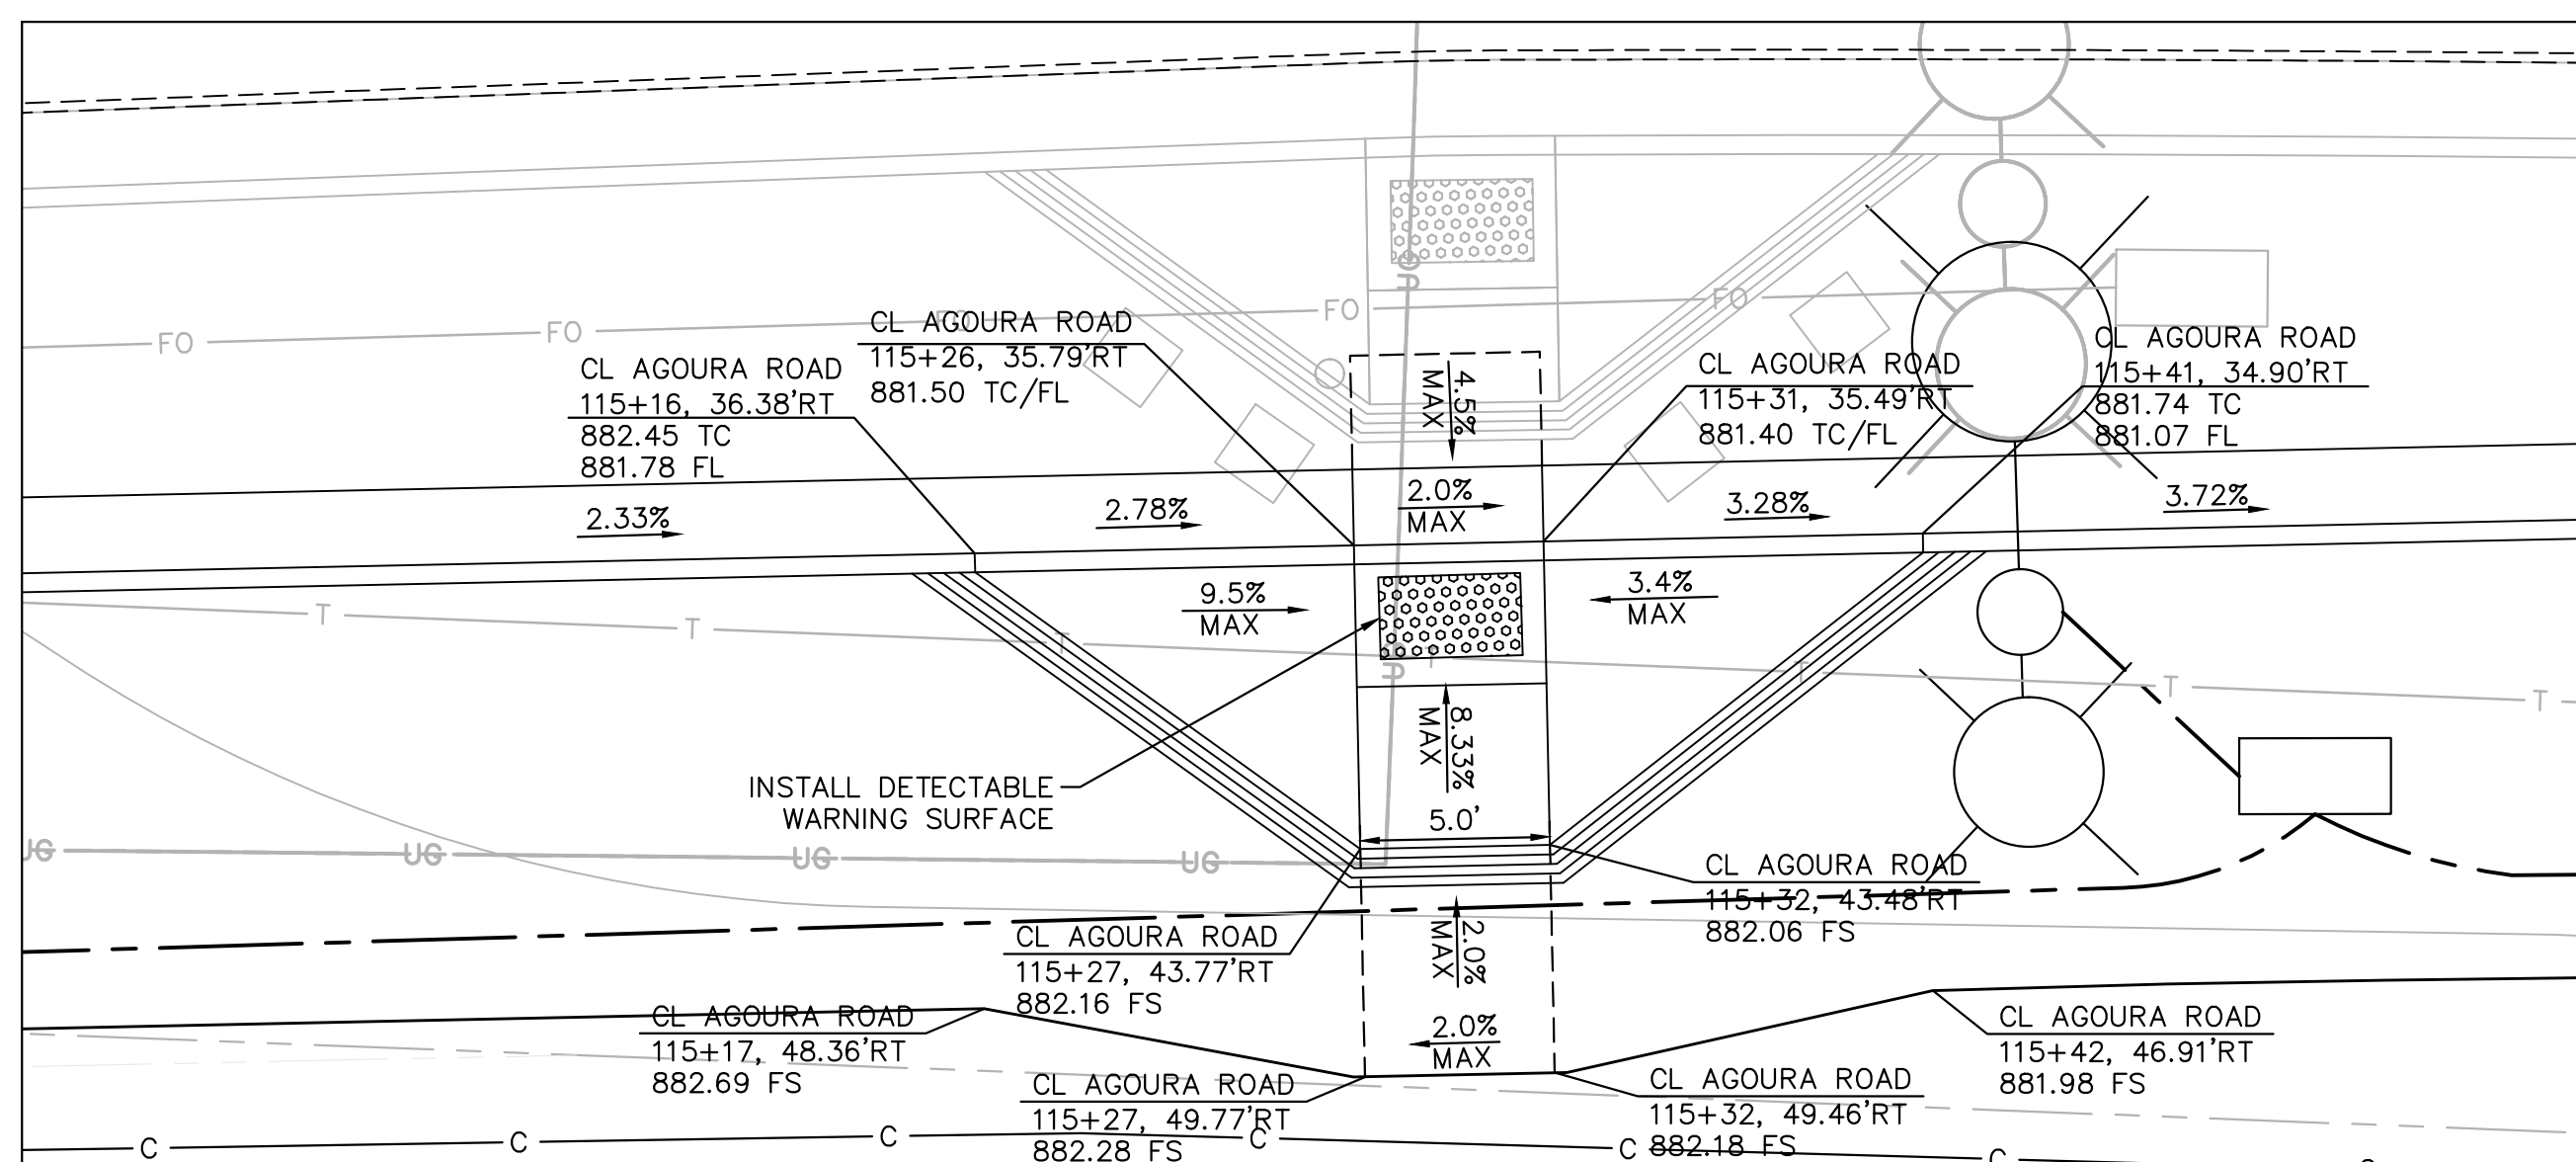 OP
FO
FO
FO
FO
FO
CL AGOURA ROAD
115+26, 35.79'RT
881.50 TC/FL
CL AGOURA ROAD
115+16, 36.38'RT
882.45 TC
881.78 FL
4.5%
MAX
CL AGOURA ROAD
115+31, 35.49'RT
881.40 TC/FL
CL AGOURA ROAD
115+41, 34.90'RT
881.74 TC
881.07 FL
2.33%
2.78%
2.0%
MAX
3.28%
3.72%
9.5%
MAX
3.4%
MAX
T
T
T
T
T
T
T
8.33%
MAX
INSTALL DETECTABLE
WARNING SURFACE
5.0'
UG
UG
UG
UG
CL AGOURA ROAD
115+32, 43.48'RT
882.06 FS
CL AGOURA ROAD
115+27, 43.77'RT
882.16 FS
2.0%
MAX
CL AGOURA ROAD
115+17, 48.36'RT
882.69 FS
2.0%
MAX
CL AGOURA ROAD
115+42, 46.91'RT
881.98 FS
CL AGOURA ROAD
115+27, 49.77'RT
882.28 FS
CL AGOURA ROAD
115+32, 49.46'RT
882.18 FS
C
C
C
C
C
C